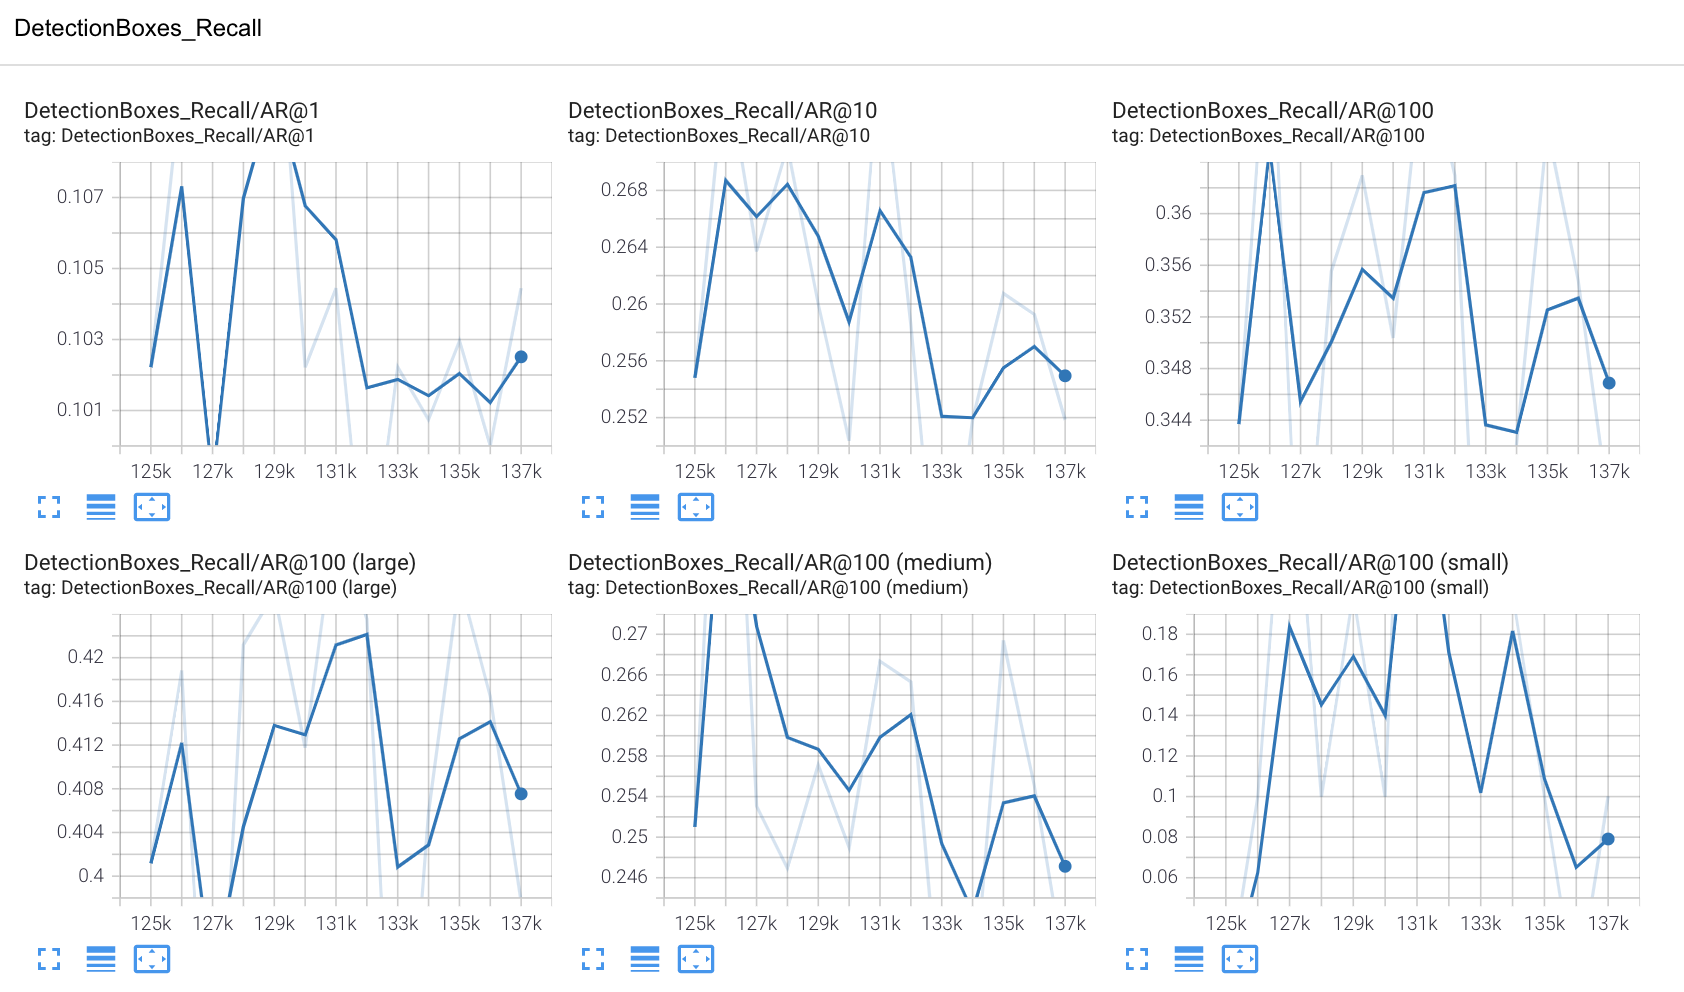 DetectionBoxes_Recall
DetectionBoxes_Recall/AR@1
tag: DetectionBoxes_Recall/AR@1
0.107
0.105
0.103
0.101
125k 127k 129k 131k 133k 135k 137k
DetectionBoxes_Recall/AR@10
tag: DetectionBoxes_Recall/AR@10
0.268
0.264
0.26
0.256
0.252
125k 127k 129k 131k 133k 135k 137k
DetectionBoxes_Recall/AR@100
tag: DetectionBoxes_Recall/AR@100
0.36
0.356
0.352
0.348
0.344
125k 127k 129k 131k 133k 135k 137k
DetectionBoxes_Recall/AR@100 (large)
tag: DetectionBoxes_Recall/AR@100 (large)
0.42
0.416
0.412
0.408
0.404
0.4
125k 127k 129k 131k 133k 135k 137k
DetectionBoxes_Recall/AR@100 (medium)
tag: DetectionBoxes_Recall/AR@100 (medium)
0.27
0.266
0.262
0.258
0.254
0.25
0.246
125k 127k 129k 131k 133k 135k 137k
DetectionBoxes_Recall/AR@100 (small)
tag: DetectionBoxes_Recall/AR@100 (small)
0.18
0.16
0.14
0.12
0.1
0.08
0.06
125k 127k 129k 131k 133k 135k 137k